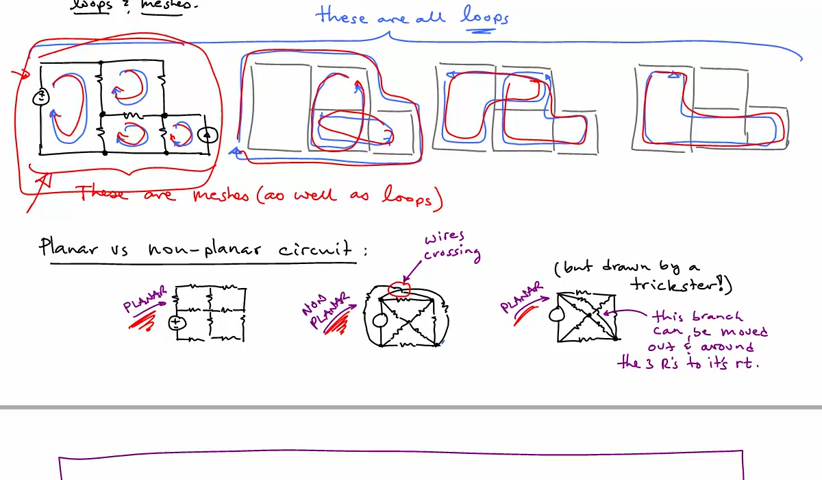 loops & meshes.
these are all loops
These are meshes (as well as loops)
Planar vs non-planar circuit:
wires
crossing
PLANAR
NON
PLANAR
PLANAR
(but drawn by a
trickster!)
this branch
can be moved
out & around
the 3 R's to it's rt.